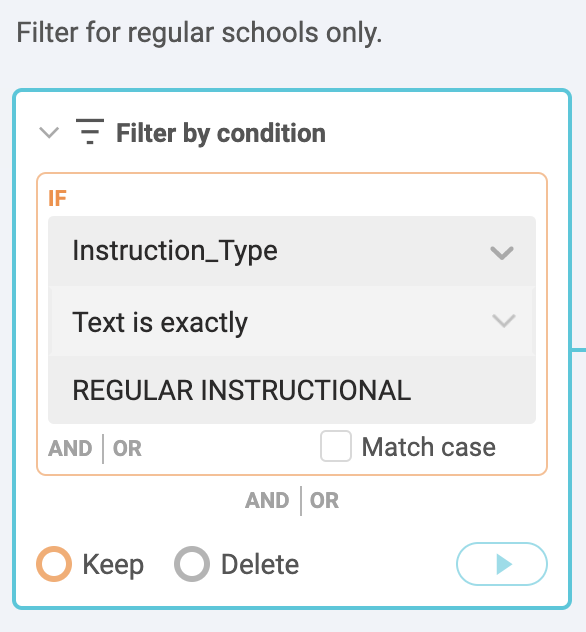 Filter for regular schools only.
Filter by condition
IF
Instruction_Type
Text is exactly
REGULAR INSTRUCTIONAL
AND | OR Match case
AND | OR
Keep Delete